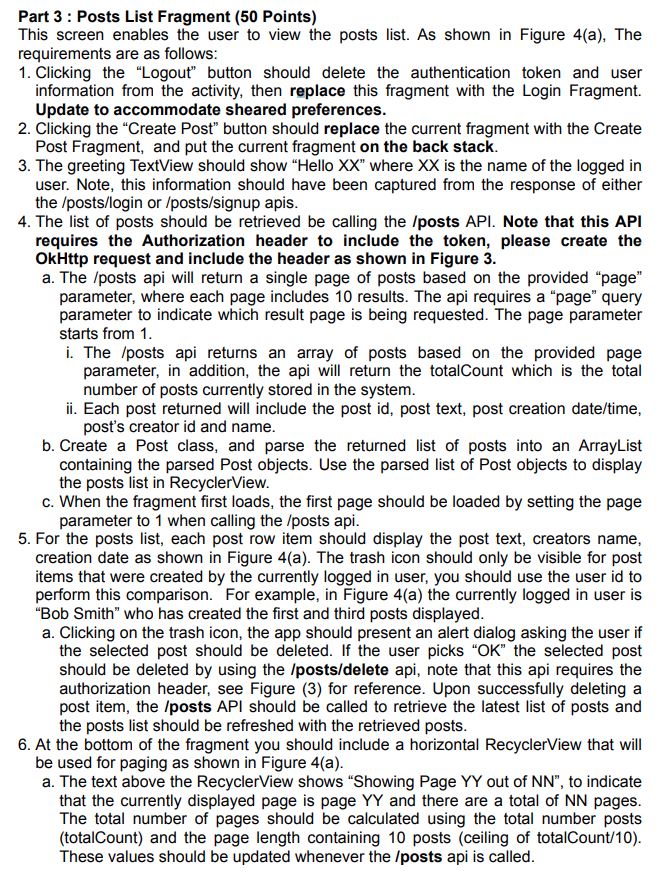 Part 3 : Posts List Fragment (50 Points)
This screen enables the user to view the posts list. As shown in Figure 4(a), The
requirements are as follows:
1. Clicking the “Logout” button should delete the authentication token and user
information from the activity, then replace this fragment with the Login Fragment.
Update to accommodate sheared preferences.
2. Clicking the “Create Post” button should replace the current fragment with the Create
Post Fragment, and put the current fragment on the back stack.
3. The greeting TextView should show “Hello XX” where XX is the name of the logged in
user. Note, this information should have been captured from the response of either
the /posts/login or /posts/signup apis.
4. The list of posts should be retrieved be calling the /posts API. Note that this API
requires the Authorization header to include the token, please create the
OkHttp request and include the header as shown in Figure 3.
a. The /posts api will return a single page of posts based on the provided “page”
parameter, where each page includes 10 results. The api requires a “page” query
parameter to indicate which result page is being requested. The page parameter
starts from 1.
i. The /posts api returns an array of posts based on the provided page
parameter, in addition, the api will return the totalCount which is the total
number of posts currently stored in the system.
ii. Each post returned will include the post id, post text, post creation date/time,
post’s creator id and name.
b. Create a Post class, and parse the returned list of posts into an ArrayList
containing the parsed Post objects. Use the parsed list of Post objects to display
the posts list in RecyclerView.
c. When the fragment first loads, the first page should be loaded by setting the page
parameter to 1 when calling the /posts api.
5. For the posts list, each post row item should display the post text, creators name,
creation date as shown in Figure 4(a). The trash icon should only be visible for post
items that were created by the currently logged in user, you should use the user id to
perform this comparison. For example, in Figure 4(a) the currently logged in user is
“Bob Smith” who has created the first and third posts displayed.
a. Clicking on the trash icon, the app should present an alert dialog asking the user if
the selected post should be deleted. If the user picks “OK” the selected post
should be deleted by using the /posts/delete api, note that this api requires the
authorization header, see Figure (3) for reference. Upon successfully deleting a
post item, the /posts API should be called to retrieve the latest list of posts and
the posts list should be refreshed with the retrieved posts.
6. At the bottom of the fragment you should include a horizontal RecyclerView that will
be used for paging as shown in Figure 4(a).
a. The text above the RecyclerView shows “Showing Page YY out of NN”, to indicate
that the currently displayed page is page YY and there are a total of NN pages.
The total number of pages should be calculated using the total number posts
(totalCount) and the page length containing 10 posts (ceiling of totalCount/10).
These values should be updated whenever the /posts api is called.